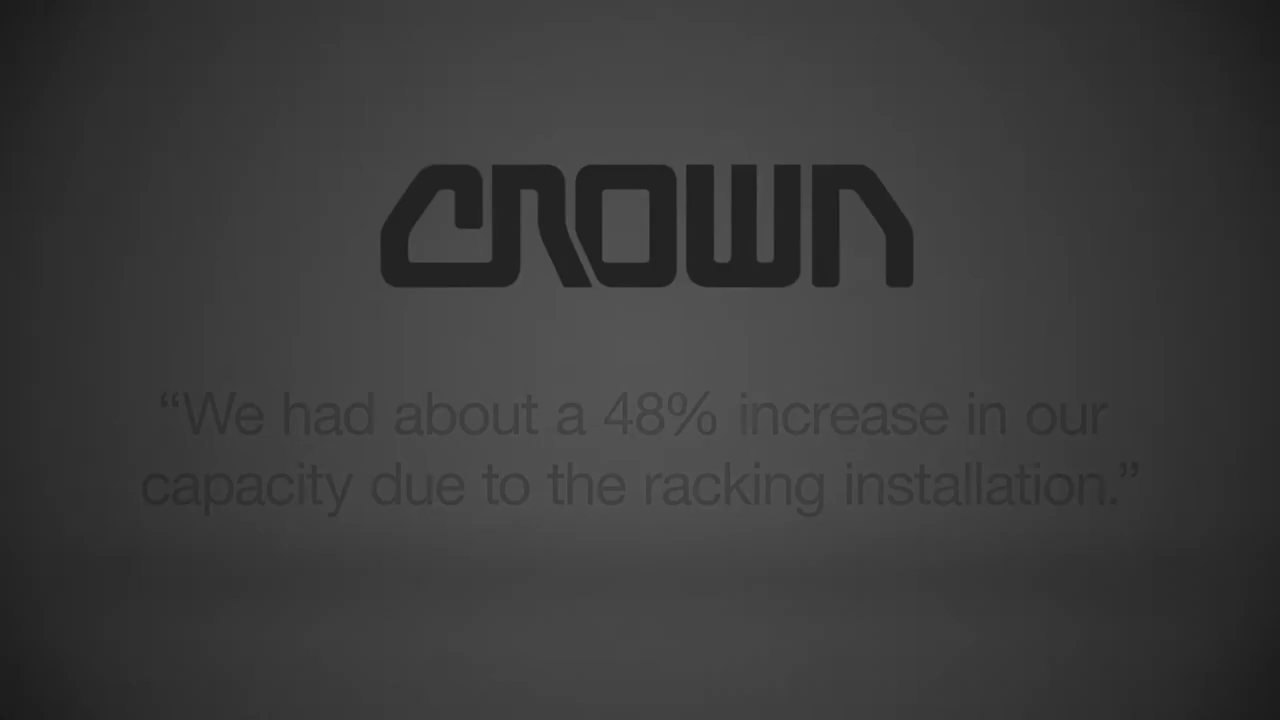 CROWN
“We had about a 48% increase in our
capacity due to the racking installation.”